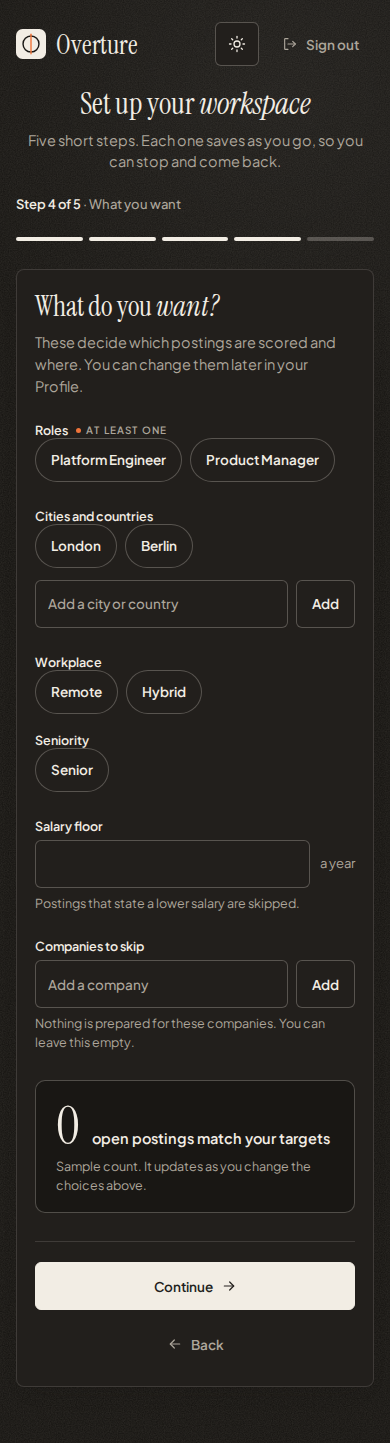 Overture
Sign out
Set up your workspace
Five short steps. Each one saves as you go, so you
can stop and come back.
Step 4 of 5 · What you want
What do you want?
These decide which postings are scored and
where. You can change them later in your
Profile.
Roles • AT LEAST ONE
Platform Engineer Product Manager
Cities and countries
London Berlin
Add a city or country Add
Workplace
Remote Hybrid
Seniority
Senior
Salary floor
a year
Postings that state a lower salary are skipped.
Companies to skip
Add a company Add
Nothing is prepared for these companies. You can
leave this empty.
0 open postings match your targets
Sample count. It updates as you change the
choices above.
Continue →
← Back